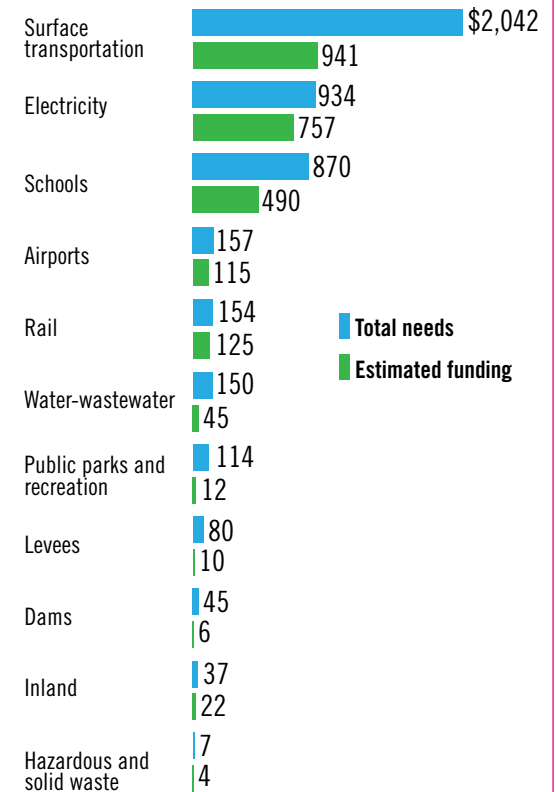 Surface
transportation
$2,042
941
Electricity
934
757
Schools
870
490
Airports
157
115
Rail
154
125
Total needs
Estimated funding
Water-wastewater
150
45
Public parks and
recreation
114
12
Levees
80
10
Dams
45
6
Inland
37
22
Hazardous and
solid waste
7
4